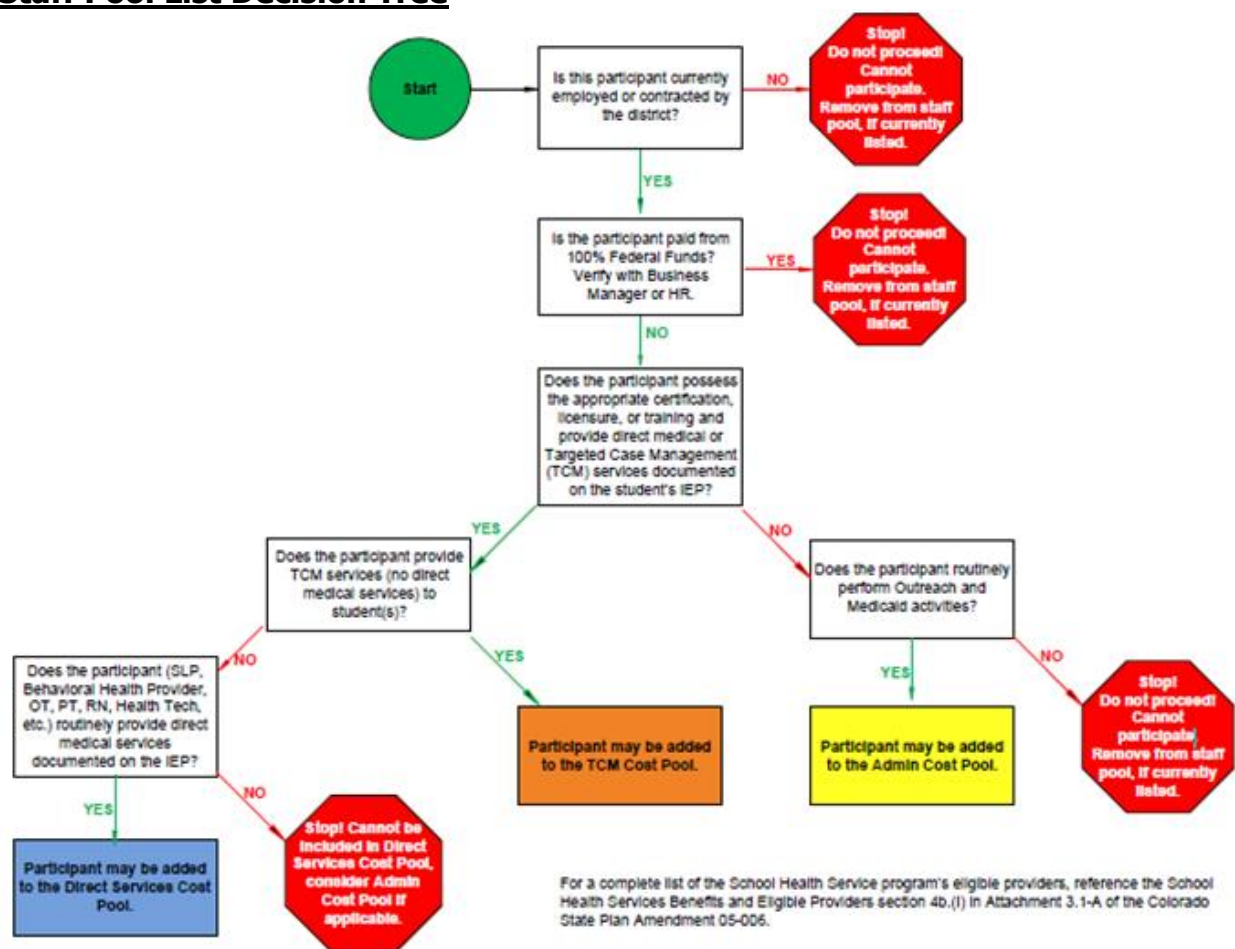 Staff Pool List Decision Tree
Start
Is this participant currently
employed or contracted by
the district?
NO
Stop!
Do not proceed!
Cannot
participate.
Remove from staff
pool, if currently
listed.
YES
Is the participant paid from
100% Federal Funds?
Verify with Business
Manager or HR.
YES
Stop!
Do not proceed!
Cannot
participate.
Remove from staff
pool, if currently
listed.
NO
Does the participant possess
the appropriate certification,
licensure, or training and
provide direct medical or
Targeted Case Management
(TCM) services documented
on the student's IEP?
YES
NO
Does the participant provide
TCM services (no direct
medical services) to
student(s)?
Does the participant routinely
perform Outreach and
Medicaid activities?
NO
YES
YES
NO
Does the participant (SLP,
Behavioral Health Provider,
OT, PT, RN, Health Tech,
etc.) routinely provide direct
medical services
documented on the IEP?
Participant may be added
to the TCM Cost Pool.
Participant may be added
to the Admin Cost Pool.
Stop!
Do not proceed!
Cannot
participate.
Remove from staff
pool, if currently
listed.
YES
NO
Participant may be added
to the Direct Services Cost
Pool.
Stop! Cannot be
included in Direct
Services Cost Pool,
consider Admin
Cost Pool if
applicable.
For a complete list of the School Health Service program's eligible providers, reference the School
Health Services Benefits and Eligible Providers section 4b.(I) in Attachment 3.1-A of the Colorado
State Plan Amendment 05-006.